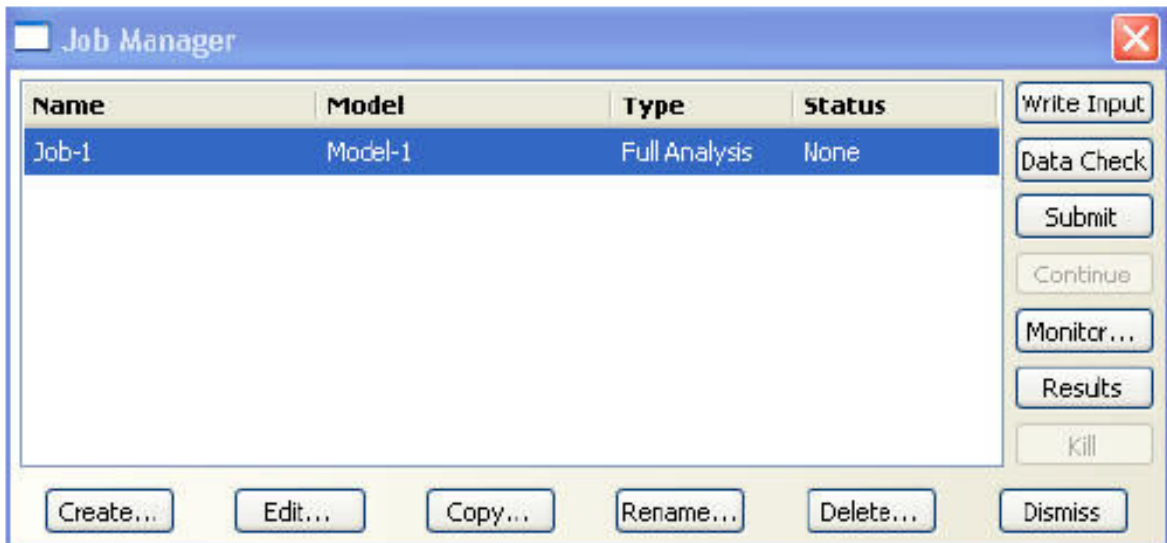 Job Manager
Name Model Type Status
Job-1 Model-1 Full Analysis None
Write Input
Data Check
Submit
Continue
Monitor...
Results
Kill
Create... Edit... Copy... Rename... Delete... Dismiss